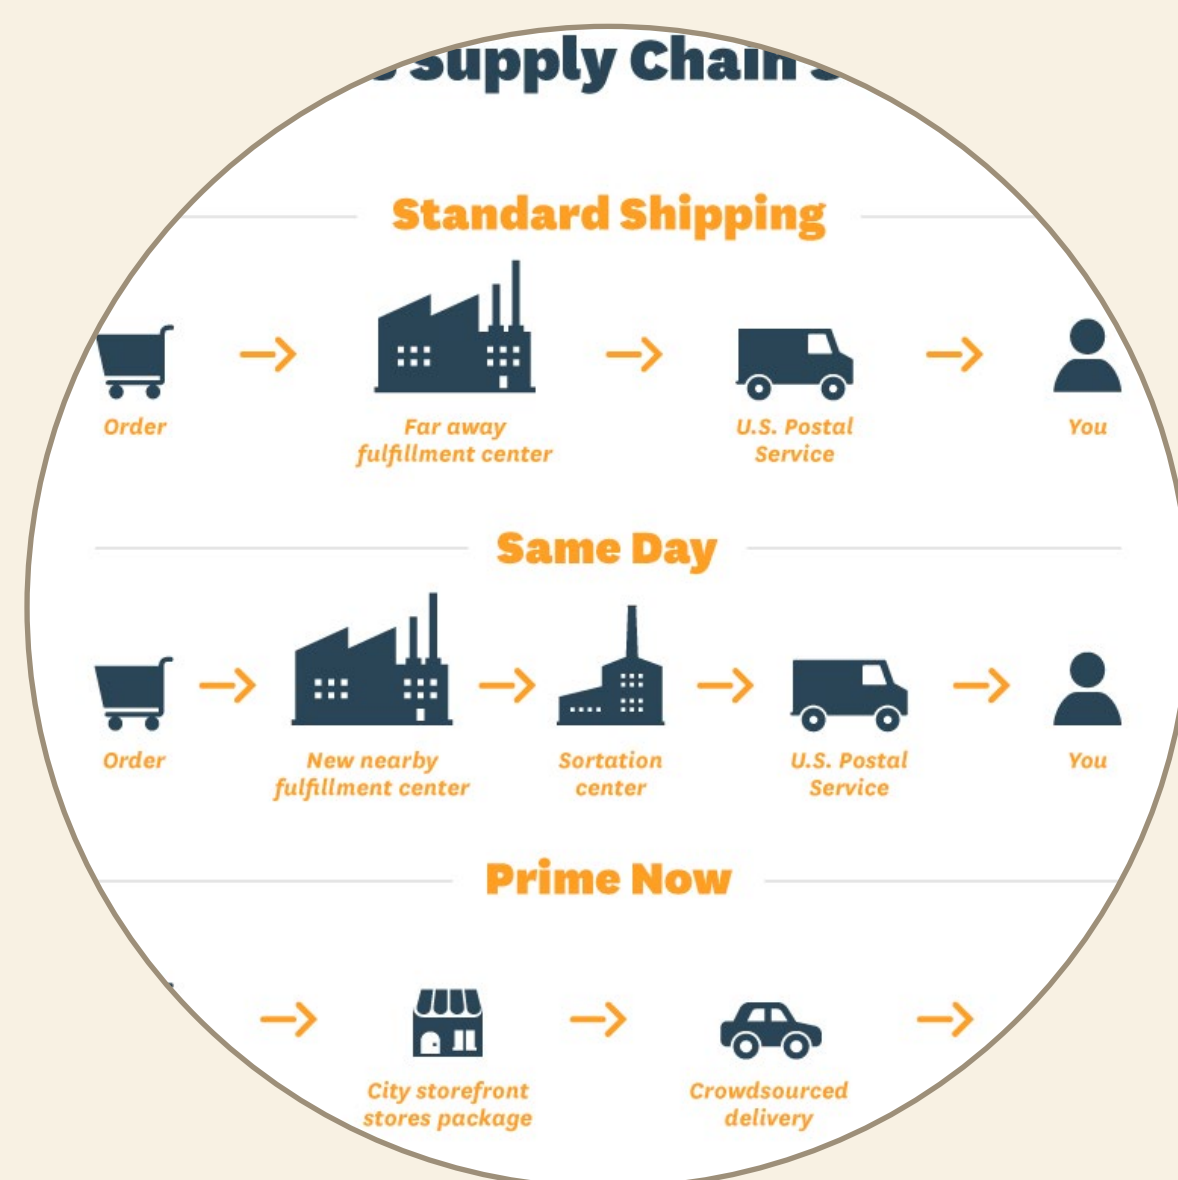 Supply Chain
Standard Shipping
Order
Far away
fulfillment center
U.S. Postal
Service
You
Same Day
Order
New nearby
fulfillment center
Sortation
center
U.S. Postal
Service
You
Prime Now
City storefront
stores package
Crowdsourced
delivery